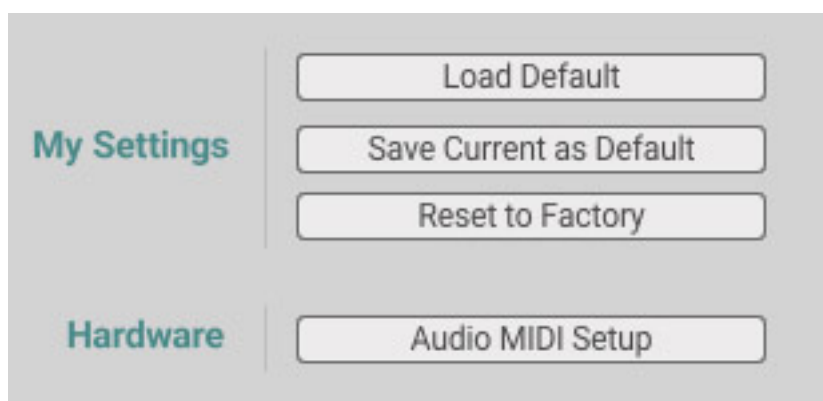 Load Default
My Settings
Save Current as Default
Reset to Factory
Hardware
Audio MIDI Setup